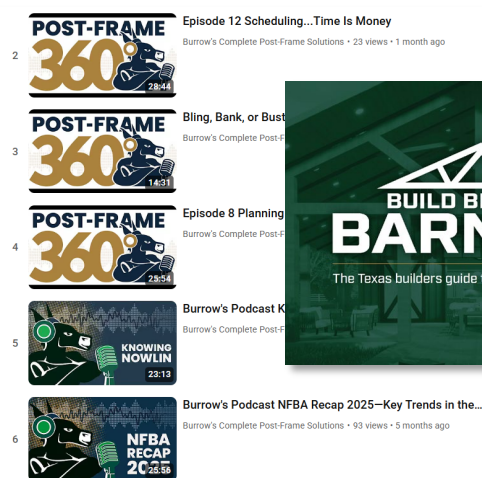 2
POST-FRAME
360
28:44
Episode 12 Scheduling...Time Is Money
Burrow's Complete Post-Frame Solutions • 23 views • 1 month ago
3
POST-FRAME
360
14:31
Bling, Bank, or Bust
Burrow's Complete Post-F
4
POST-FRAME
360
25:54
Episode 8 Planning
Burrow's Complete Post-F
5
KNOWING
NOWLIN
23:13
Burrow's Podcast K
Burrow's Complete Post-F
6
NFBA
RECAP
25:56
Burrow's Podcast NFBA Recap 2025—Key Trends in the...
Burrow's Complete Post-Frame Solutions • 93 views • 5 months ago
BUILD B
BARN
The Texas builders guide